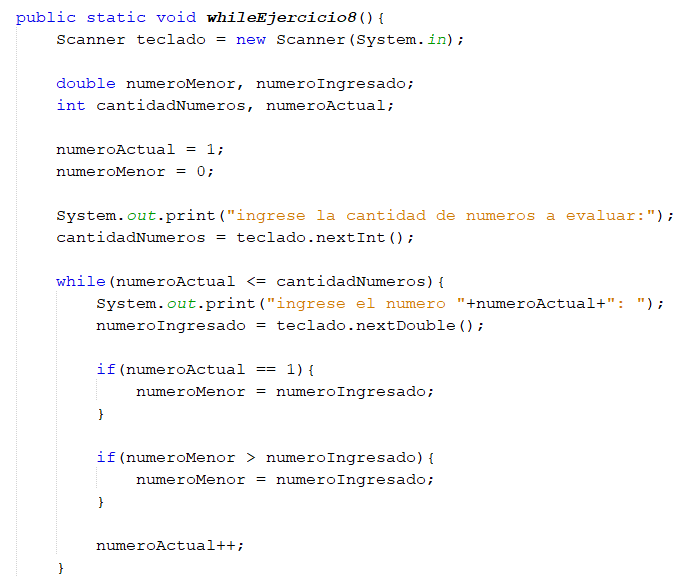 public static void whileEjercicio8(){
Scanner teclado = new Scanner(System.in);
double numeroMenor, numeroIngresado;
int cantidadNumeros, numeroActual;
numeroActual = 1;
numeroMenor = 0;
System.out.print("ingrese la cantidad de numeros a evaluar:");
cantidadNumeros = teclado.nextInt();
while(numeroActual <= cantidadNumeros){
System.out.print("ingrese el numero "+numeroActual+": ");
numeroIngresado = teclado.nextDouble();
if(numeroActual == 1){
numeroMenor = numeroIngresado;
}
if(numeroMenor > numeroIngresado){
numeroMenor = numeroIngresado;
}
numeroActual++;
}